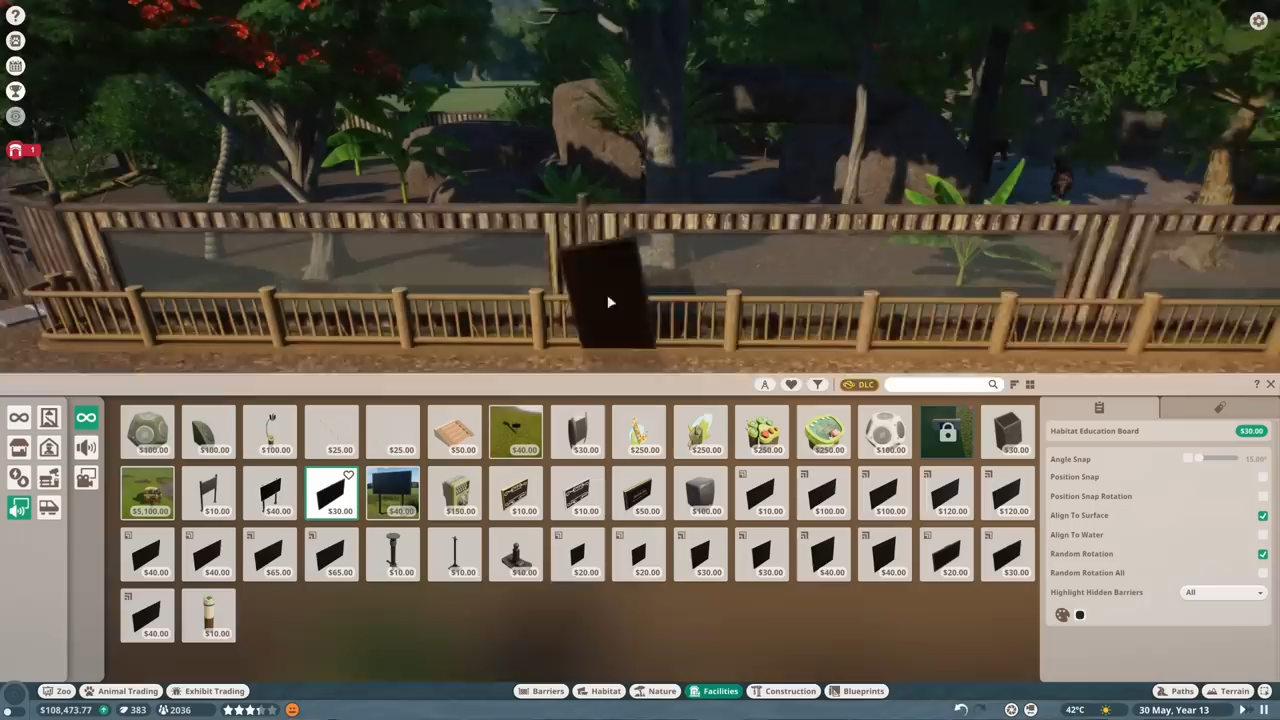 ?
1
DLC
?
$100.00 $100.00 $100.00 $25.00 $25.00 $50.00 $40.00 $30.00 $250.00 $250.00 $250.00 $250.00 $100.00 $30.00
$5,100.00 $10.00 $40.00 $30.00 $40.00 $150.00 $10.00 $10.00 $50.00 $100.00 $10.00 $100.00 $100.00 $120.00 $120.00
$40.00 $40.00 $65.00 $65.00 $10.00 $10.00 $10.00 $20.00 $20.00 $30.00 $30.00 $40.00 $40.00 $20.00 $30.00
$40.00 $10.00
Habitat Education Board $30.00
Angle Snap 15.00°
Position Snap
Position Snap Rotation
Align To Surface
Align To Water
Random Rotation
Random Rotation All
Highlight Hidden Barriers All
Zoo Animal Trading Exhibit Trading Barriers Habitat Nature Facilities Construction Blueprints Paths Terrain
$108,473.77 383 2036 42°C 30 May, Year 13